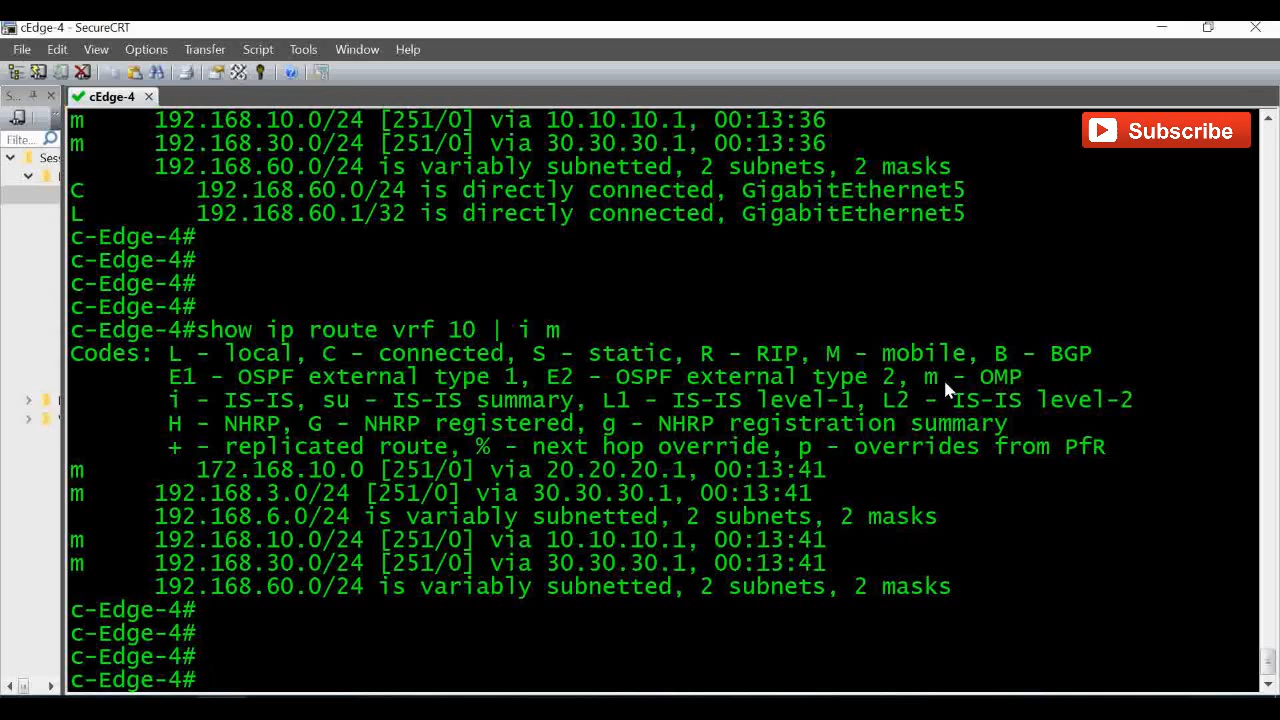 cEdge-4 - SecureCRT
File Edit View Options Transfer Script Tools Window Help
S... cEdge-4
Filte...
Ses
Subscribe
m 192.168.10.0/24 [251/0] via 10.10.10.1, 00:13:36
m 192.168.30.0/24 [251/0] via 30.30.30.1, 00:13:36
192.168.60.0/24 is variably subnetted, 2 subnets, 2 masks
C 192.168.60.0/24 is directly connected, GigabitEthernet5
L 192.168.60.1/32 is directly connected, GigabitEthernet5
c-Edge-4#
c-Edge-4#
c-Edge-4#
c-Edge-4#
c-Edge-4#show ip route vrf 10 | i m
Codes: L - local, C - connected, S - static, R - RIP, M - mobile, B - BGP
E1 - OSPF external type 1, E2 - OSPF external type 2, m - OMP
i - IS-IS, su - IS-IS summary, L1 - IS-IS level-1, L2 - IS-IS level-2
H - NHRP, G - NHRP registered, g - NHRP registration summary
+ - replicated route, % - next hop override, p - overrides from PfR
m 172.168.10.0 [251/0] via 20.20.20.1, 00:13:41
m 192.168.3.0/24 [251/0] via 30.30.30.1, 00:13:41
192.168.6.0/24 is variably subnetted, 2 subnets, 2 masks
m 192.168.10.0/24 [251/0] via 10.10.10.1, 00:13:41
m 192.168.30.0/24 [251/0] via 30.30.30.1, 00:13:41
192.168.60.0/24 is variably subnetted, 2 subnets, 2 masks
c-Edge-4#
c-Edge-4#
c-Edge-4#
c-Edge-4#